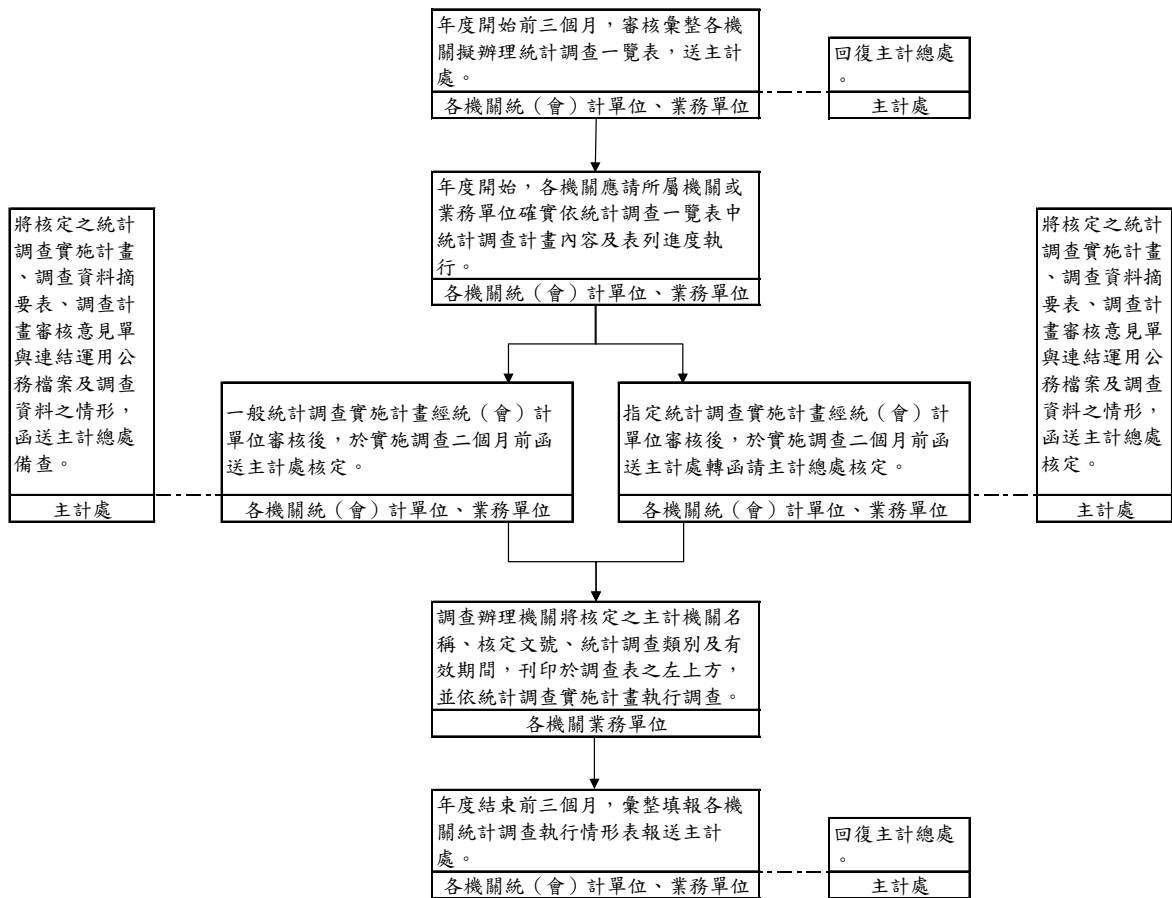 年度開始前三個月，審核彙整各機
關擬辦理統計調查一覽表，送主計
處。
各機關統（會）計單位、業務單位
回復主計總處
。
主計處
年度開始，各機關應請所屬機關或
業務單位確實依統計調查一覽表中
統計調查計畫內容及表列進度執
行。
各機關統（會）計單位、業務單位
將核定之統計
調查實施計畫
、調查資料摘
要表、調查計
畫審核意見單
與連結運用公
務檔案及調查
資料之情形，
函送主計總處
備查。
主計處
一般統計調查實施計畫經統（會）計
單位審核後，於實施調查二個月前函
送主計處核定。
各機關統（會）計單位、業務單位
指定統計調查實施計畫經統（會）計
單位審核後，於實施調查二個月前函
送主計處轉函請主計總處核定。
各機關統（會）計單位、業務單位
將核定之統計
調查實施計畫
、調查資料摘
要表、調查計
畫審核意見單
與連結運用公
務檔案及調查
資料之情形，
函送主計總處
核定。
主計處
調查辦理機關將核定之主計機關名
稱、核定文號、統計調查類別及有
效期間，刊印於調查表之左上方，
並依統計調查實施計畫執行調查。
各機關業務單位
年度結束前三個月，彙整填報各機
關統計調查執行情形表報送主計
處。
各機關統（會）計單位、業務單位
回復主計總處
。
主計處